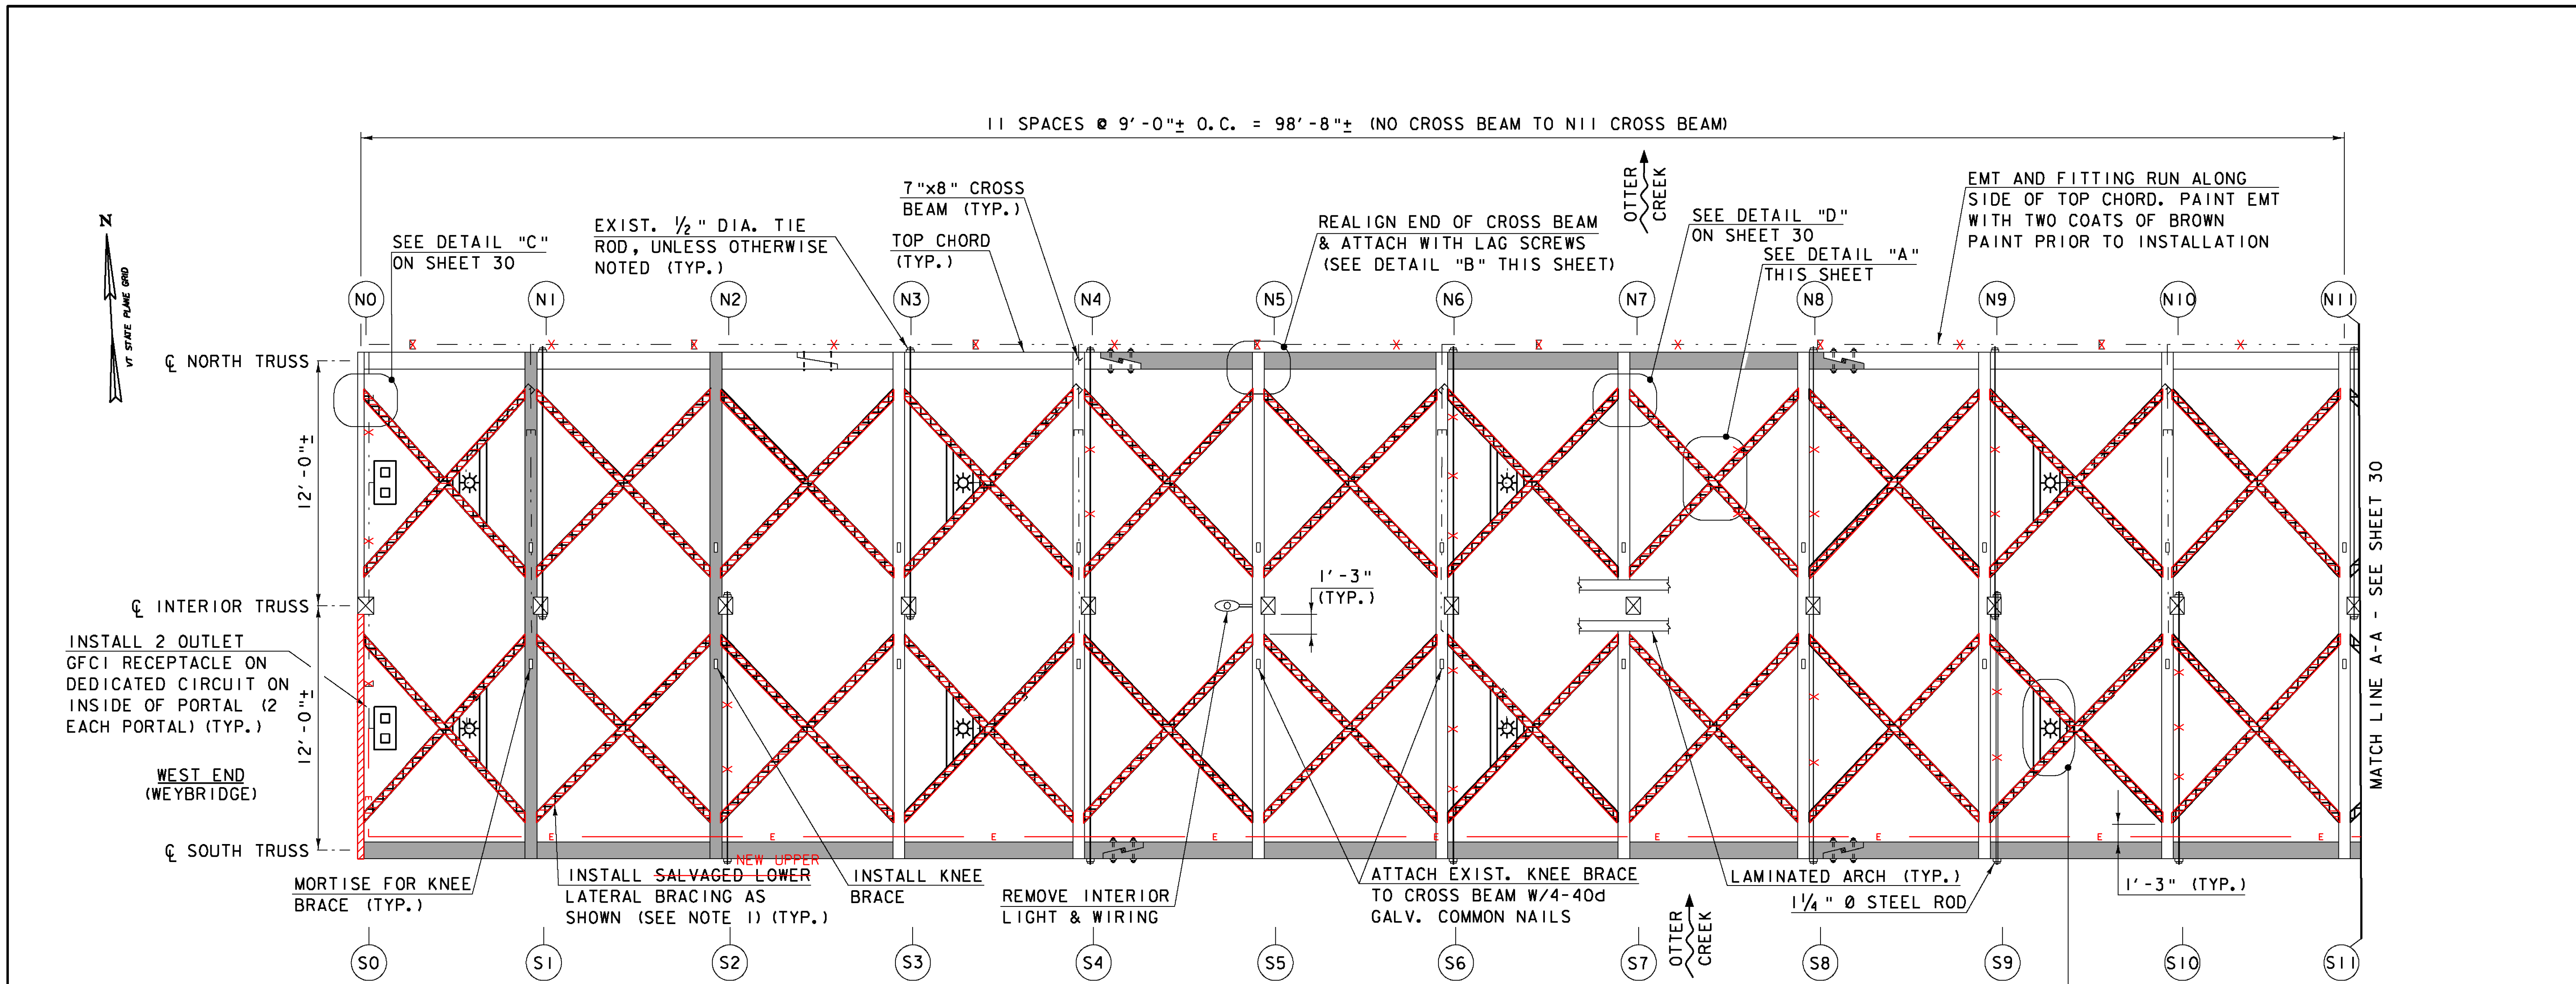 11 SPACES @ 9'-0"± O.C. = 98'-8"± (NO CROSS BEAM TO N11 CROSS BEAM)
N
VT STATE PLANE GRID
SEE DETAIL "C"
ON SHEET 30
EXIST. 1/2" DIA. TIE
ROD, UNLESS OTHERWISE
NOTED (TYP.)
7"x8" CROSS
BEAM (TYP.)
TOP CHORD
(TYP.)
REALIGN END OF CROSS BEAM
& ATTACH WITH LAG SCREWS
(SEE DETAIL "B" THIS SHEET)
OTTER
CREEK
SEE DETAIL "D"
ON SHEET 30
SEE DETAIL "A"
THIS SHEET
EMT AND FITTING RUN ALONG
SIDE OF TOP CHORD. PAINT EMT
WITH TWO COATS OF BROWN
PAINT PRIOR TO INSTALLATION
N0 N1 N2 N3 N4 N5 N6 N7 N8 N9 N10 N11
℄ NORTH TRUSS
12'-0"±
℄ INTERIOR TRUSS
1'-3"
(TYP.)
INSTALL 2 OUTLET
GFCI RECEPTACLE ON
DEDICATED CIRCUIT ON
INSIDE OF PORTAL (2
EACH PORTAL) (TYP.)
12'-0"±
WEST END
(WEYBRIDGE)
MATCH LINE A-A - SEE SHEET 30
E E E E E E E E E
℄ SOUTH TRUSS
NEW UPPER
MORTISE FOR KNEE
BRACE (TYP.)
INSTALL SALVAGED LOWER
LATERAL BRACING AS
SHOWN (SEE NOTE 1) (TYP.)
INSTALL KNEE
BRACE
REMOVE INTERIOR
LIGHT & WIRING
ATTACH EXIST. KNEE BRACE
TO CROSS BEAM W/4-40d
GALV. COMMON NAILS
OTTER
CREEK
LAMINATED ARCH (TYP.)
1 1/4" Ø STEEL ROD
1'-3" (TYP.)
S0 S1 S2 S3 S4 S5 S6 S7 S8 S9 S10 S11